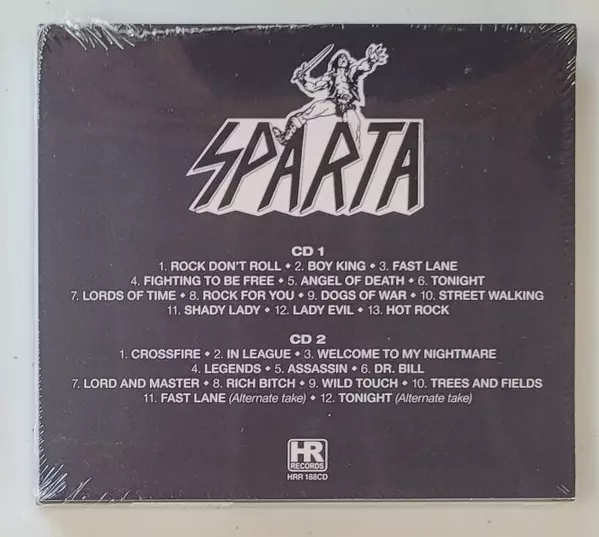 SPARTA
CD 1
1. ROCK DON'T ROLL • 2. BOY KING • 3. FAST LANE
4. FIGHTING TO BE FREE • 5. ANGEL OF DEATH • 6. TONIGHT
7. LORDS OF TIME • 8. ROCK FOR YOU • 9. DOGS OF WAR • 10. STREET WALKING
11. SHADY LADY • 12. LADY EVIL • 13. HOT ROCK
CD 2
1. CROSSFIRE • 2. IN LEAGUE • 3. WELCOME TO MY NIGHTMARE
4. LEGENDS • 5. ASSASSIN • 6. DR. BILL
7. LORD AND MASTER • 8. RICH BITCH • 9. WILD TOUCH • 10. TREES AND FIELDS
11. FAST LANE (Alternate take) • 12. TONIGHT (Alternate take)
HR
RECORDS
HRR 188CD